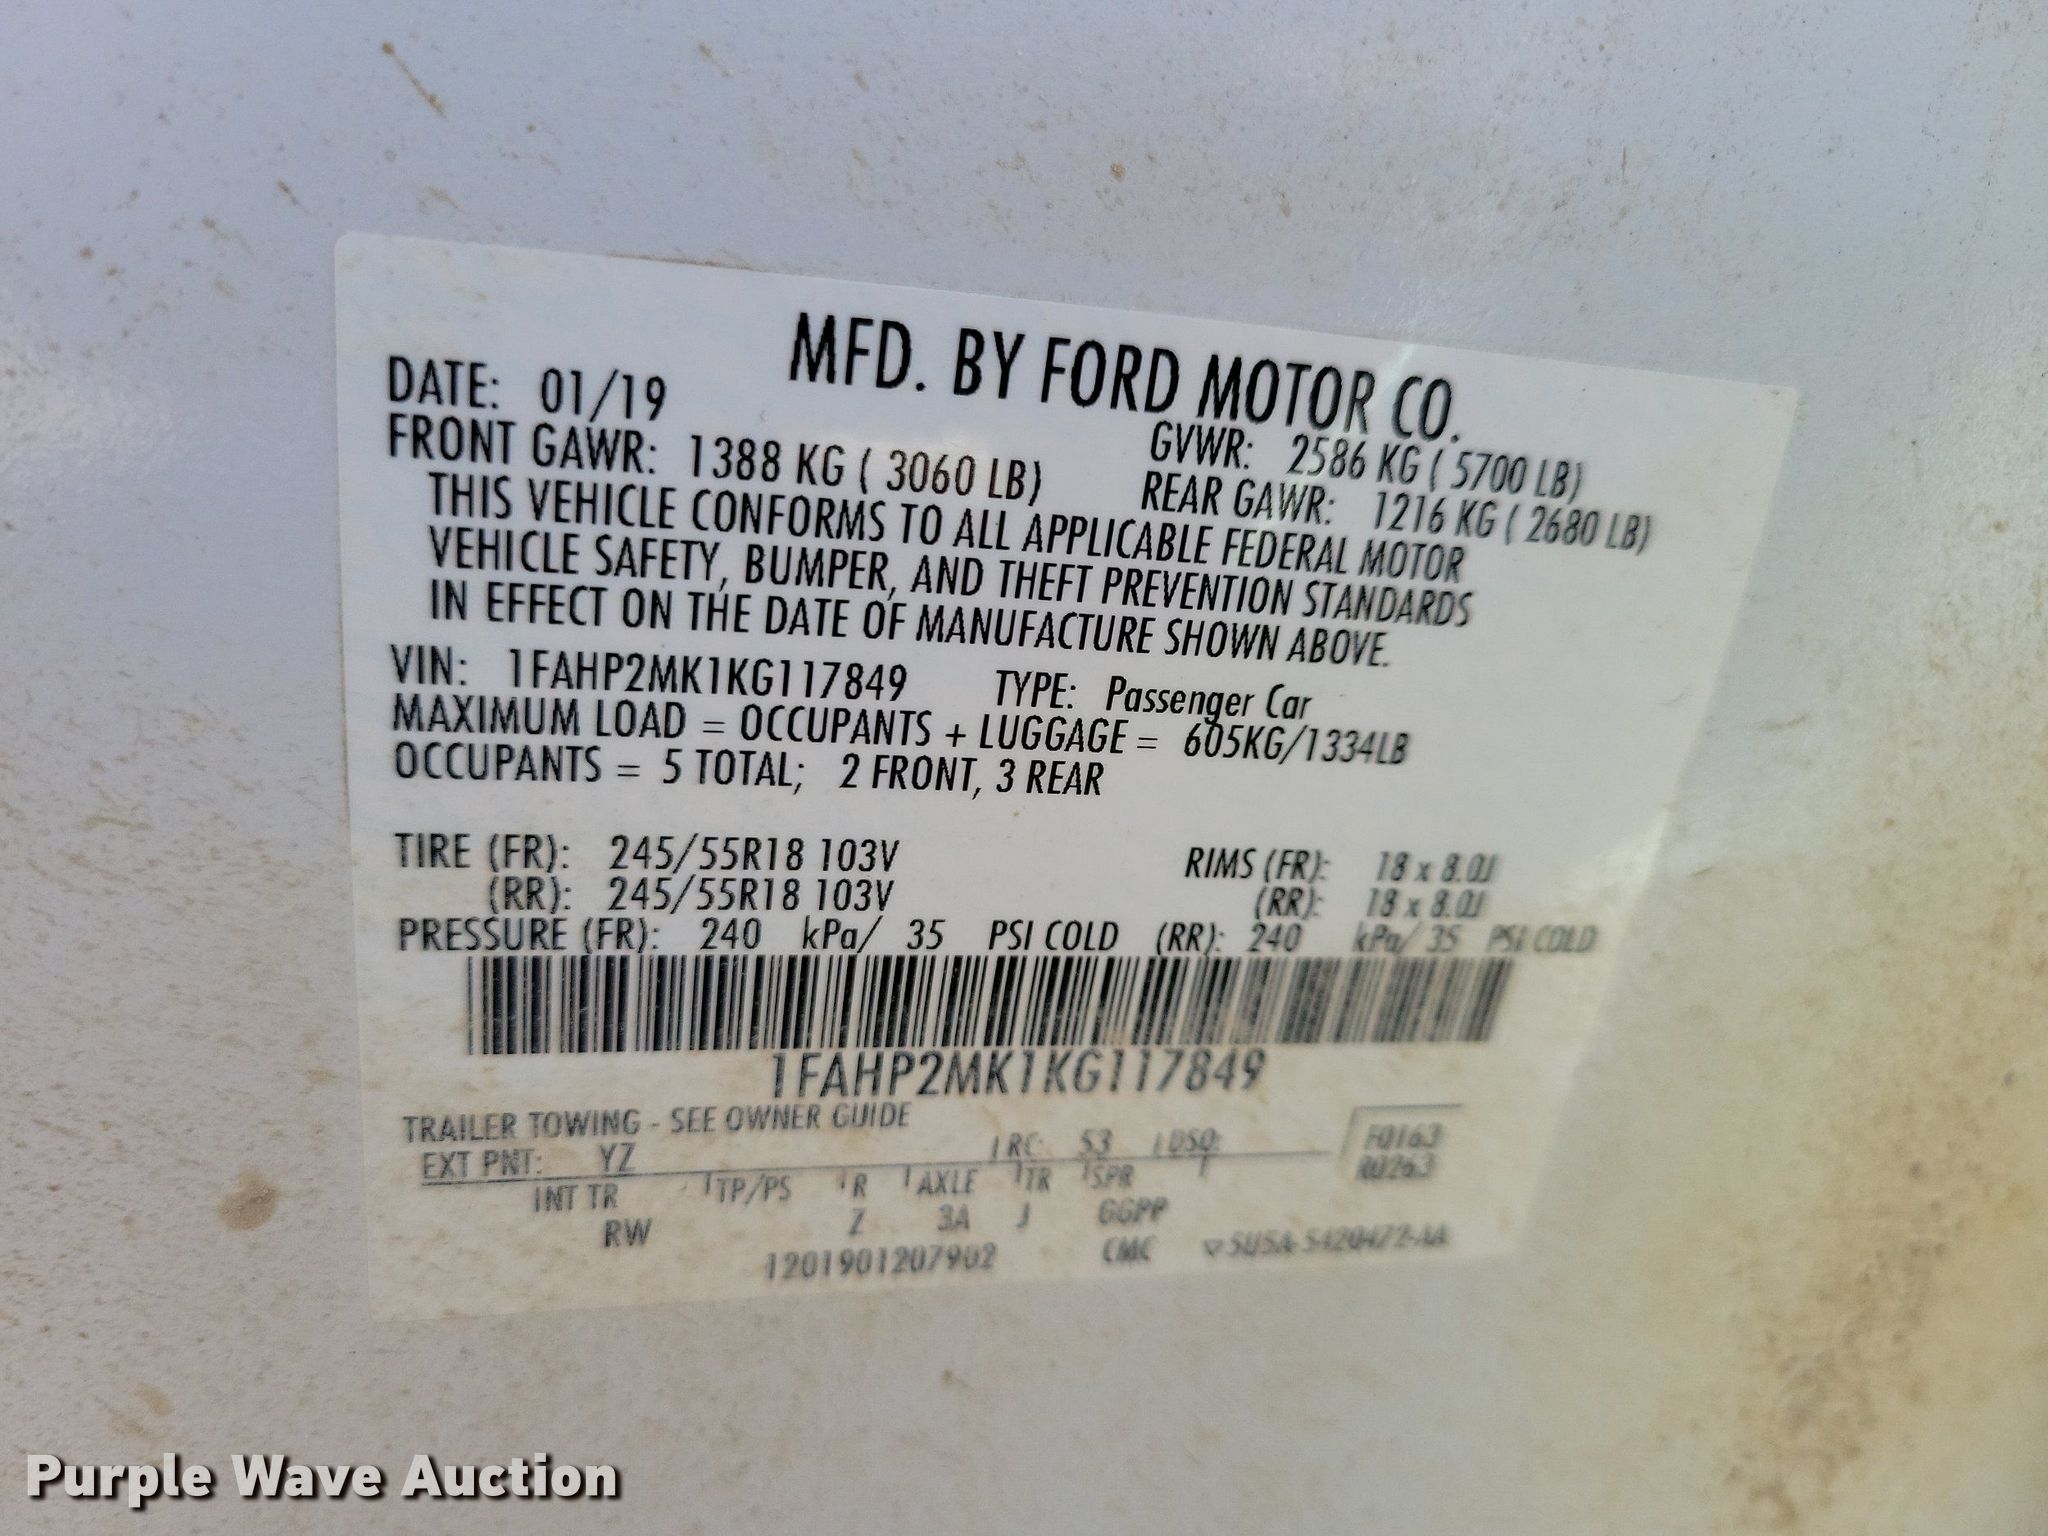 MFD. BY FORD MOTOR CO.
DATE: 01/19 GVWR: 2586 KG ( 5700 LB)
FRONT GAWR: 1388 KG ( 3060 LB) REAR GAWR: 1216 KG ( 2680 LB)
THIS VEHICLE CONFORMS TO ALL APPLICABLE FEDERAL MOTOR
VEHICLE SAFETY, BUMPER, AND THEFT PREVENTION STANDARDS
IN EFFECT ON THE DATE OF MANUFACTURE SHOWN ABOVE.
VIN: 1FAHP2MK1KG117849 TYPE: Passenger Car
MAXIMUM LOAD = OCCUPANTS + LUGGAGE = 605KG/1334LB
OCCUPANTS = 5 TOTAL; 2 FRONT, 3 REAR
TIRE (FR): 245/55R18 103V RIMS (FR): 18 x 8.0J
(RR): 245/55R18 103V (RR): 18 x 8.0J
PRESSURE (FR): 240 kPa/ 35 PSI COLD (RR): 240 kPa/ 35 PSI COLD
1FAHP2MK1KG117849
TRAILER TOWING - SEE OWNER GUIDE
EXT PNT: YZ RC: 53 DSO: F0163
R0263
INT TR TP/PS R AXLE TR SPR
RW Z 3A J GGPP
1201901207902 CMC
Purple Wave Auction